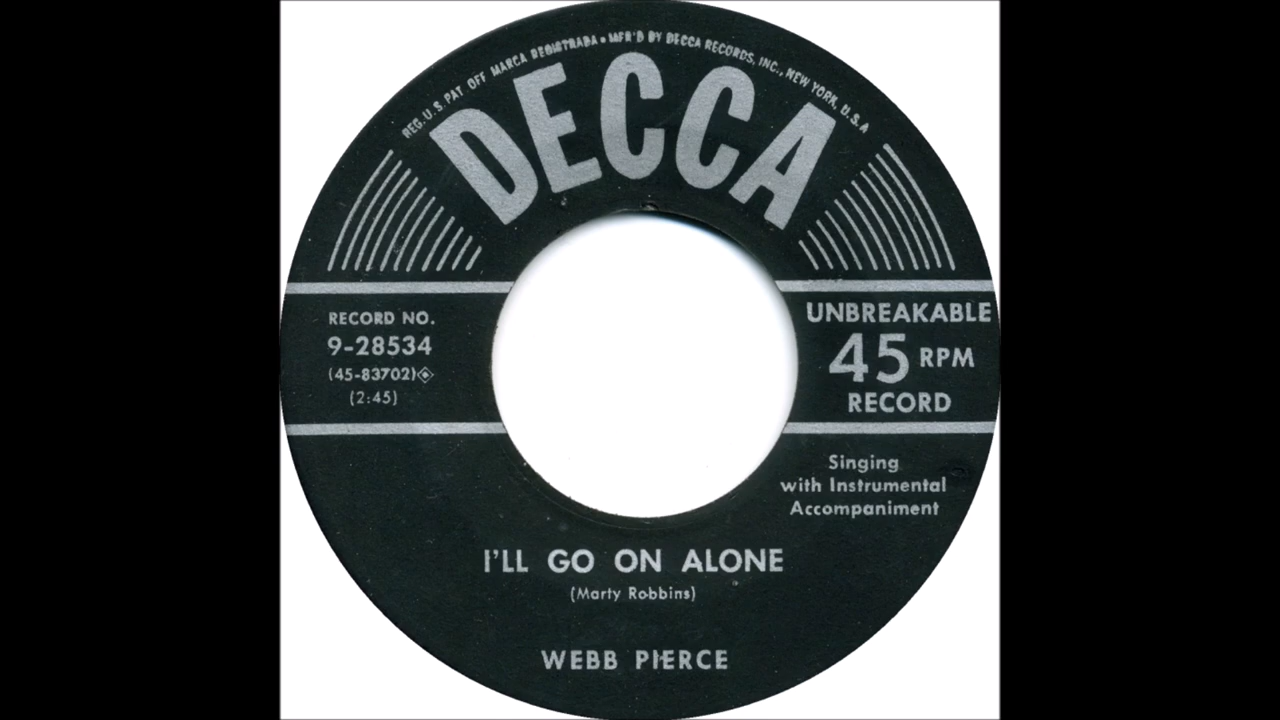 REG. U.S. PAT OFF MARCA REGISTRADA • MFR'D BY DECCA RECORDS, INC., NEW YORK, U.S.A
DECCA
RECORD NO.
9-28534
(45-83702)
(2:45)
UNBREAKABLE
45 RPM
RECORD
Singing
with Instrumental
Accompaniment
I'LL GO ON ALONE
(Marty Robbins)
WEBB PIERCE